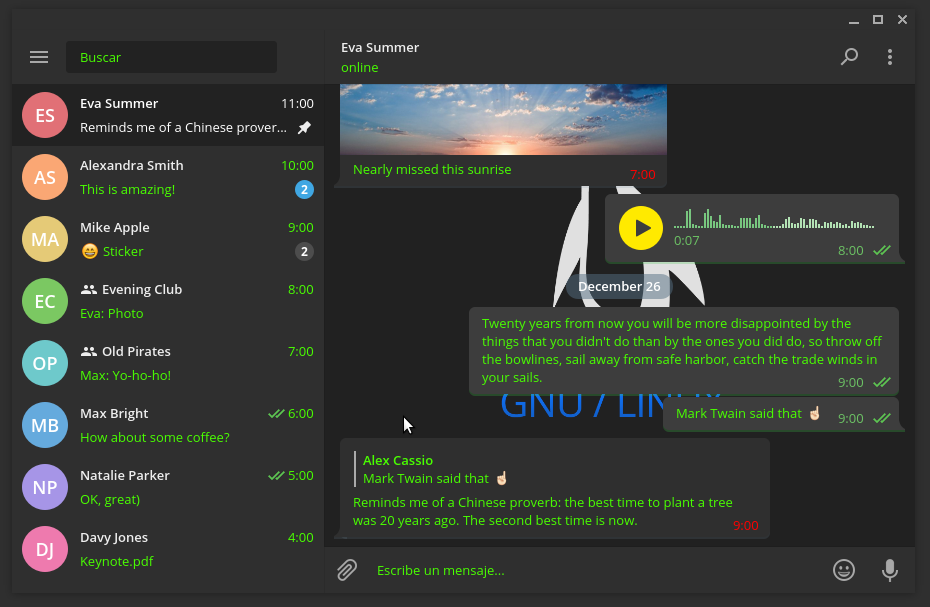 Buscar
Eva Summer
online
ES
Eva Summer
11:00
Reminds me of a Chinese prover...
AS
Alexandra Smith
10:00
This is amazing!
2
MA
Mike Apple
9:00
😁 Sticker
2
EC
Evening Club
8:00
Eva: Photo
OP
Old Pirates
7:00
Max: Yo-ho-ho!
MB
Max Bright
6:00
How about some coffee?
NP
Natalie Parker
5:00
OK, great)
DJ
Davy Jones
4:00
Keynote.pdf
Nearly missed this sunrise
7:00
0:07
8:00
December 26
Twenty years from now you will be more disappointed by the
things that you didn't do than by the ones you did do, so throw off
the bowlines, sail away from safe harbor, catch the trade winds in
your sails.
9:00
GNU / LINUX
Mark Twain said that ☝🏻
9:00
Alex Cassio
Mark Twain said that ☝🏻
Reminds me of a Chinese proverb: the best time to plant a tree
was 20 years ago. The second best time is now.
9:00
Escribe un mensaje...